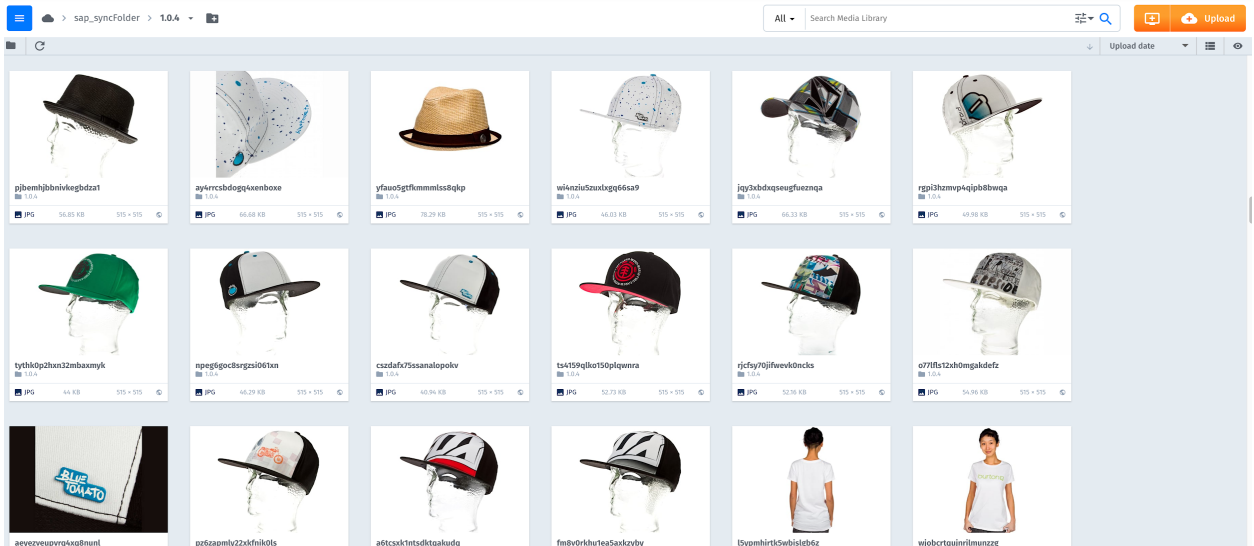 sap_syncFolder > 1.0.4
All
Search Media Library
Upload
Upload date
pjbemhjbbnivkegbdza1
1.0.4
JPG 56.85 KB 515 × 515
ay4rrcsbdogq4xenboxe
1.0.4
JPG 66.68 KB 515 × 515
yfauo5gtfkmmmlss8qkp
1.0.4
JPG 78.29 KB 515 × 515
wi4nziu5zuxlxgq66sa9
1.0.4
JPG 46.03 KB 515 × 515
jqy3xbdxqseugfueznqa
1.0.4
JPG 66.33 KB 515 × 515
rgpi3hzmvp4qipb8bwqa
1.0.4
JPG 49.98 KB 515 × 515
tythk0p2hxn32mbaxmyk
1.0.4
JPG 44 KB 515 × 515
npeg6goc8srgzsi061xn
1.0.4
JPG 46.29 KB 515 × 515
cszdafx75ssanalopokv
1.0.4
JPG 40.94 KB 515 × 515
ts4159qlko150plqwnra
1.0.4
JPG 52.73 KB 515 × 515
rjcfsy70jifwevk0ncks
1.0.4
JPG 52.16 KB 515 × 515
o77lfls12xh0mgakdefz
1.0.4
JPG 54.96 KB 515 × 515
BLUE
TOMATO
aeyezyeupyrq4xq8nunl
pz6zapmly22xkfnik0ls
a6tcsxk1ntsdktqakudq
fm8y0rkhu1ea5axkzyby
l5vpmhirtk5wbislgb6z
wjobcrtquinrilmunzzg